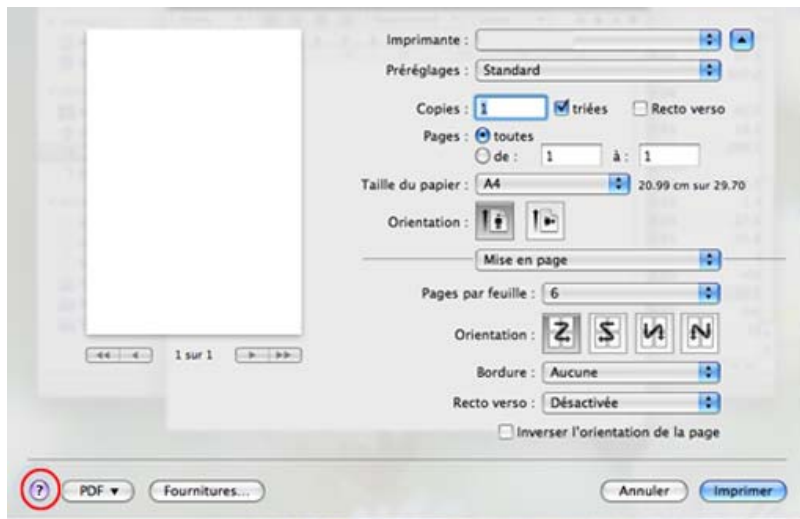 Imprimante :
Préréglages : Standard
Copies : 1 triées Recto verso
Pages : toutes
de : 1 à : 1
Taille du papier : A4 20.99 cm sur 29.70
Orientation :
Mise en page
Pages par feuille : 6
Orientation :
Bordure : Aucune
Recto verso : Désactivée
Inverser l'orientation de la page
1 sur 1
? PDF Fournitures... Annuler Imprimer